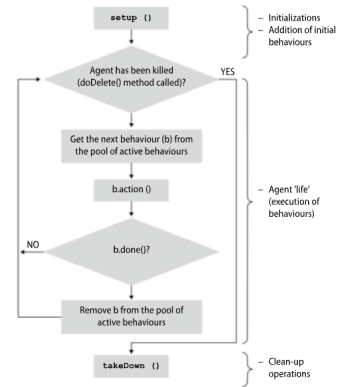 setup ()
– Initializations
– Addition of initial
behaviours
Agent has been killed
(doDelete() method called)?
YES
Get the next behaviour (b) from
the pool of active behaviours
b.action ()
– Agent 'life'
(execution of
behaviours)
NO
b.done()?
Remove b from the pool of
active behaviours
takeDown ()
– Clean-up
operations